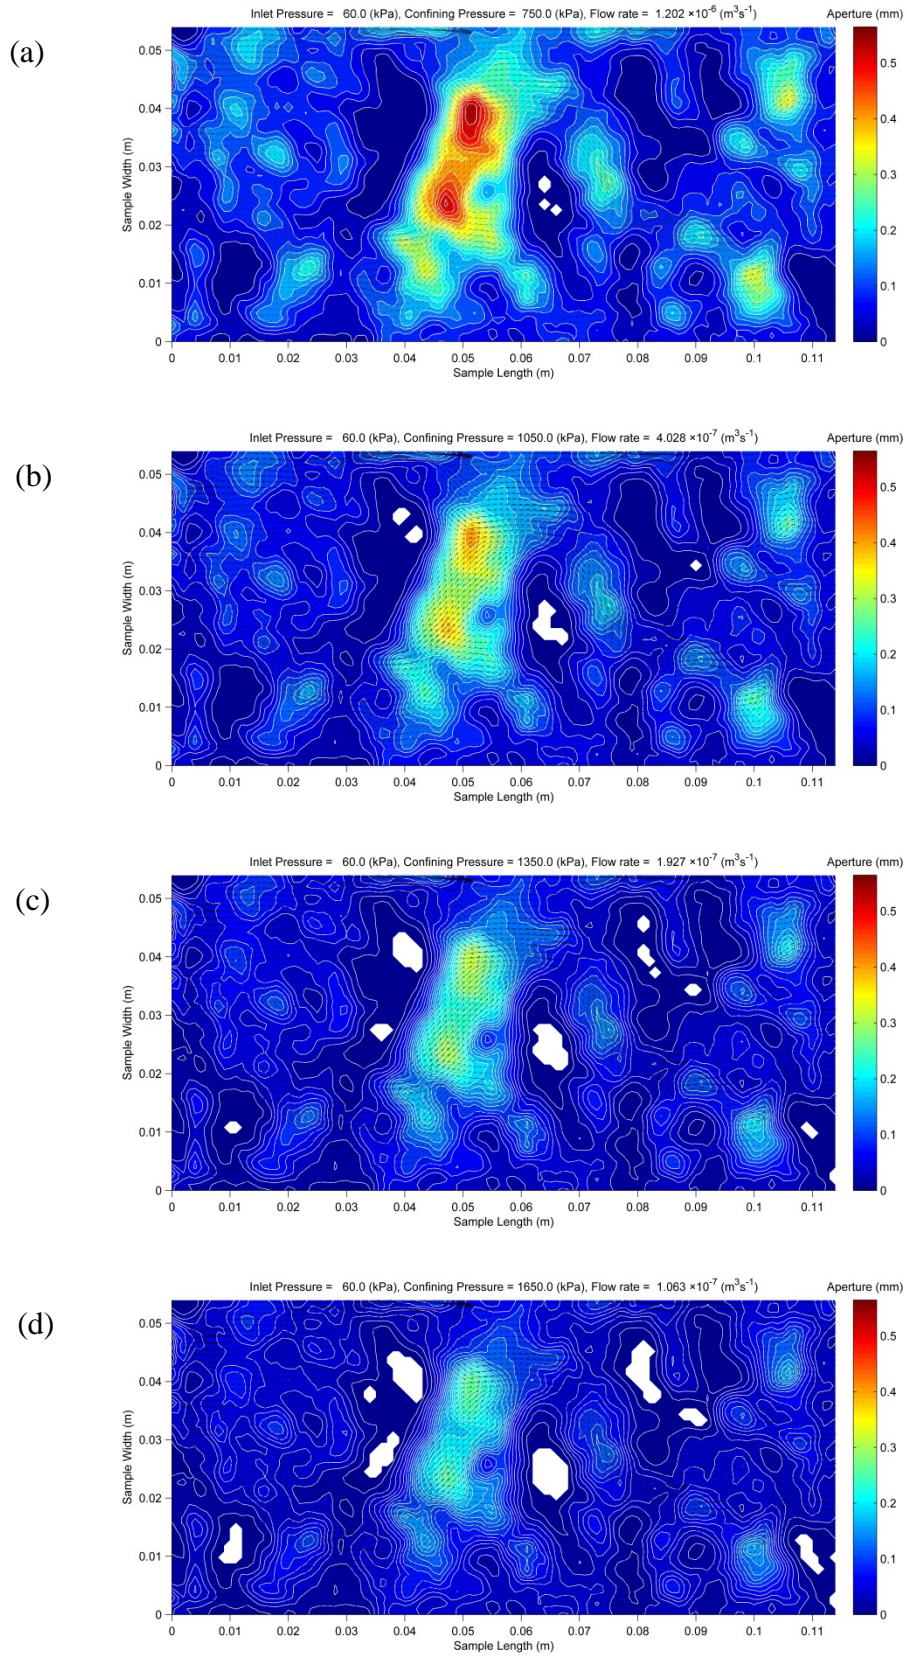 (a)
Inlet Pressure = 60.0 (kPa), Confining Pressure = 750.0 (kPa), Flow rate = 1.202 ×10⁻⁶ (m³s⁻¹)
Aperture (mm)
0.05
0.04
0.03
0.02
0.01
0
Sample Width (m)
0 0.01 0.02 0.03 0.04 0.05 0.06 0.07 0.08 0.09 0.1 0.11
Sample Length (m)
0.5
0.4
0.3
0.2
0.1
0
(b)
Inlet Pressure = 60.0 (kPa), Confining Pressure = 1050.0 (kPa), Flow rate = 4.028 ×10⁻⁷ (m³s⁻¹)
Aperture (mm)
0.05
0.04
0.03
0.02
0.01
0
Sample Width (m)
0 0.01 0.02 0.03 0.04 0.05 0.06 0.07 0.08 0.09 0.1 0.11
Sample Length (m)
0.5
0.4
0.3
0.2
0.1
0
(c)
Inlet Pressure = 60.0 (kPa), Confining Pressure = 1350.0 (kPa), Flow rate = 1.927 ×10⁻⁷ (m³s⁻¹)
Aperture (mm)
0.05
0.04
0.03
0.02
0.01
0
Sample Width (m)
0 0.01 0.02 0.03 0.04 0.05 0.06 0.07 0.08 0.09 0.1 0.11
Sample Length (m)
0.5
0.4
0.3
0.2
0.1
0
(d)
Inlet Pressure = 60.0 (kPa), Confining Pressure = 1650.0 (kPa), Flow rate = 1.063 ×10⁻⁷ (m³s⁻¹)
Aperture (mm)
0.05
0.04
0.03
0.02
0.01
0
Sample Width (m)
0 0.01 0.02 0.03 0.04 0.05 0.06 0.07 0.08 0.09 0.1 0.11
Sample Length (m)
0.5
0.4
0.3
0.2
0.1
0